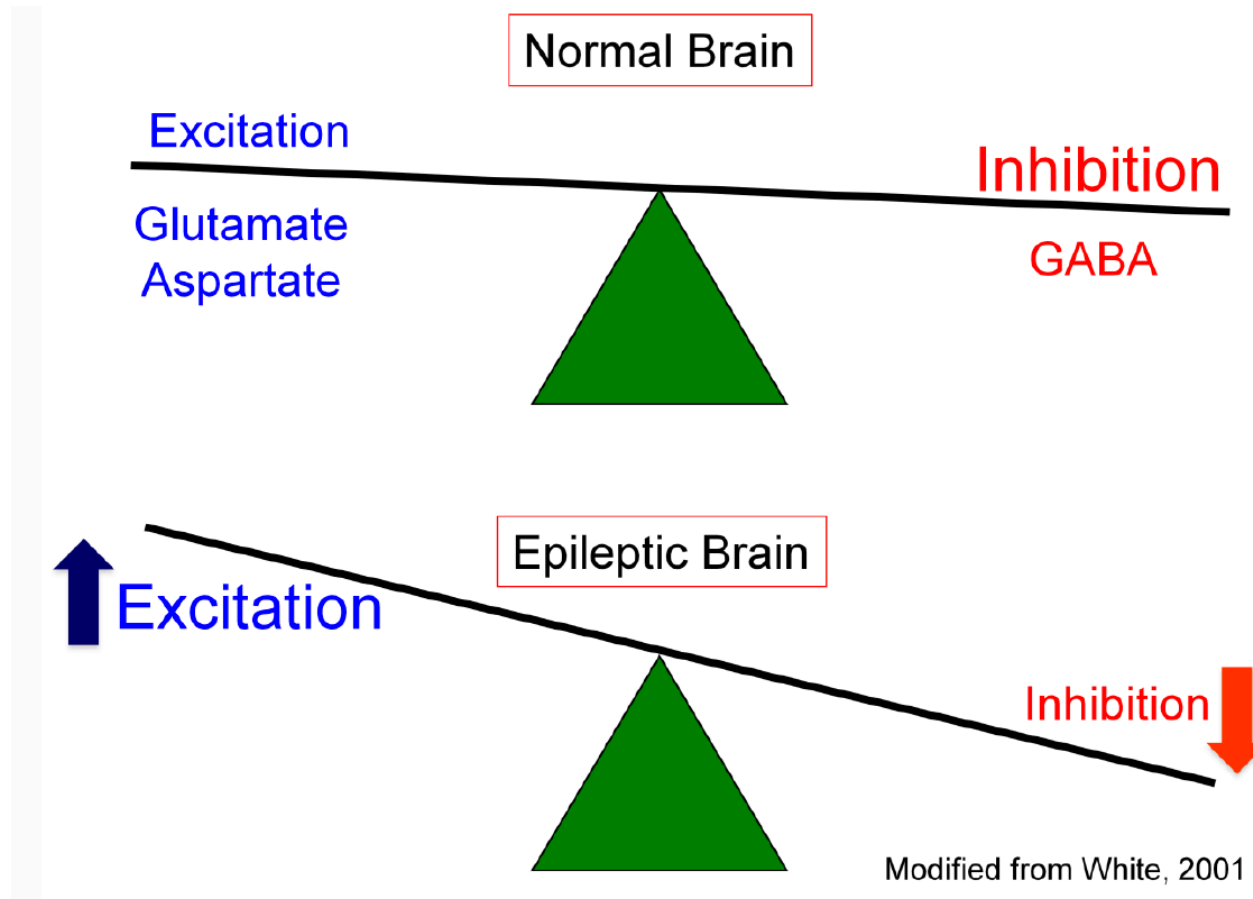 Normal Brain
Excitation
Inhibition
Glutamate
Aspartate
GABA
Epileptic Brain
Excitation
Inhibition
Modified from White, 2001